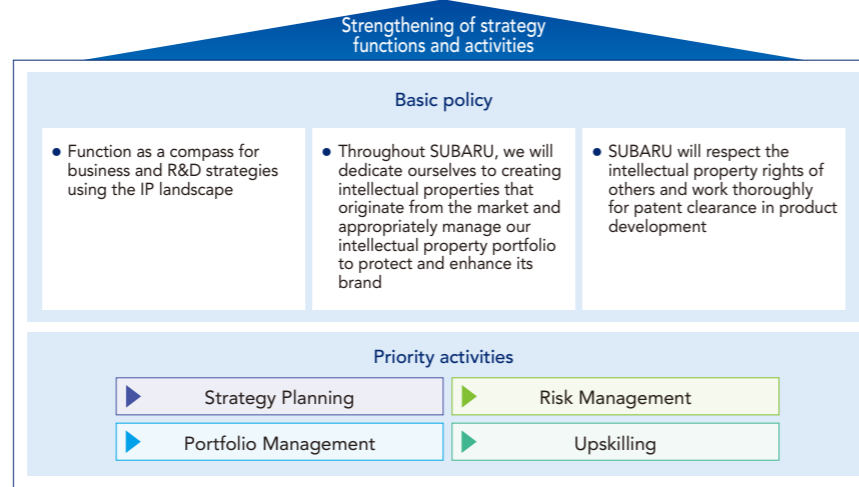 Strengthening of strategy
functions and activities
Basic policy
● Function as a compass for
business and R&D strategies
using the IP landscape
● Throughout SUBARU, we will
dedicate ourselves to creating
intellectual properties that
originate from the market and
appropriately manage our
intellectual property portfolio
to protect and enhance its
brand
● SUBARU will respect the
intellectual property rights of
others and work thoroughly
for patent clearance in product
development
Priority activities
Strategy Planning
Risk Management
Portfolio Management
Upskilling